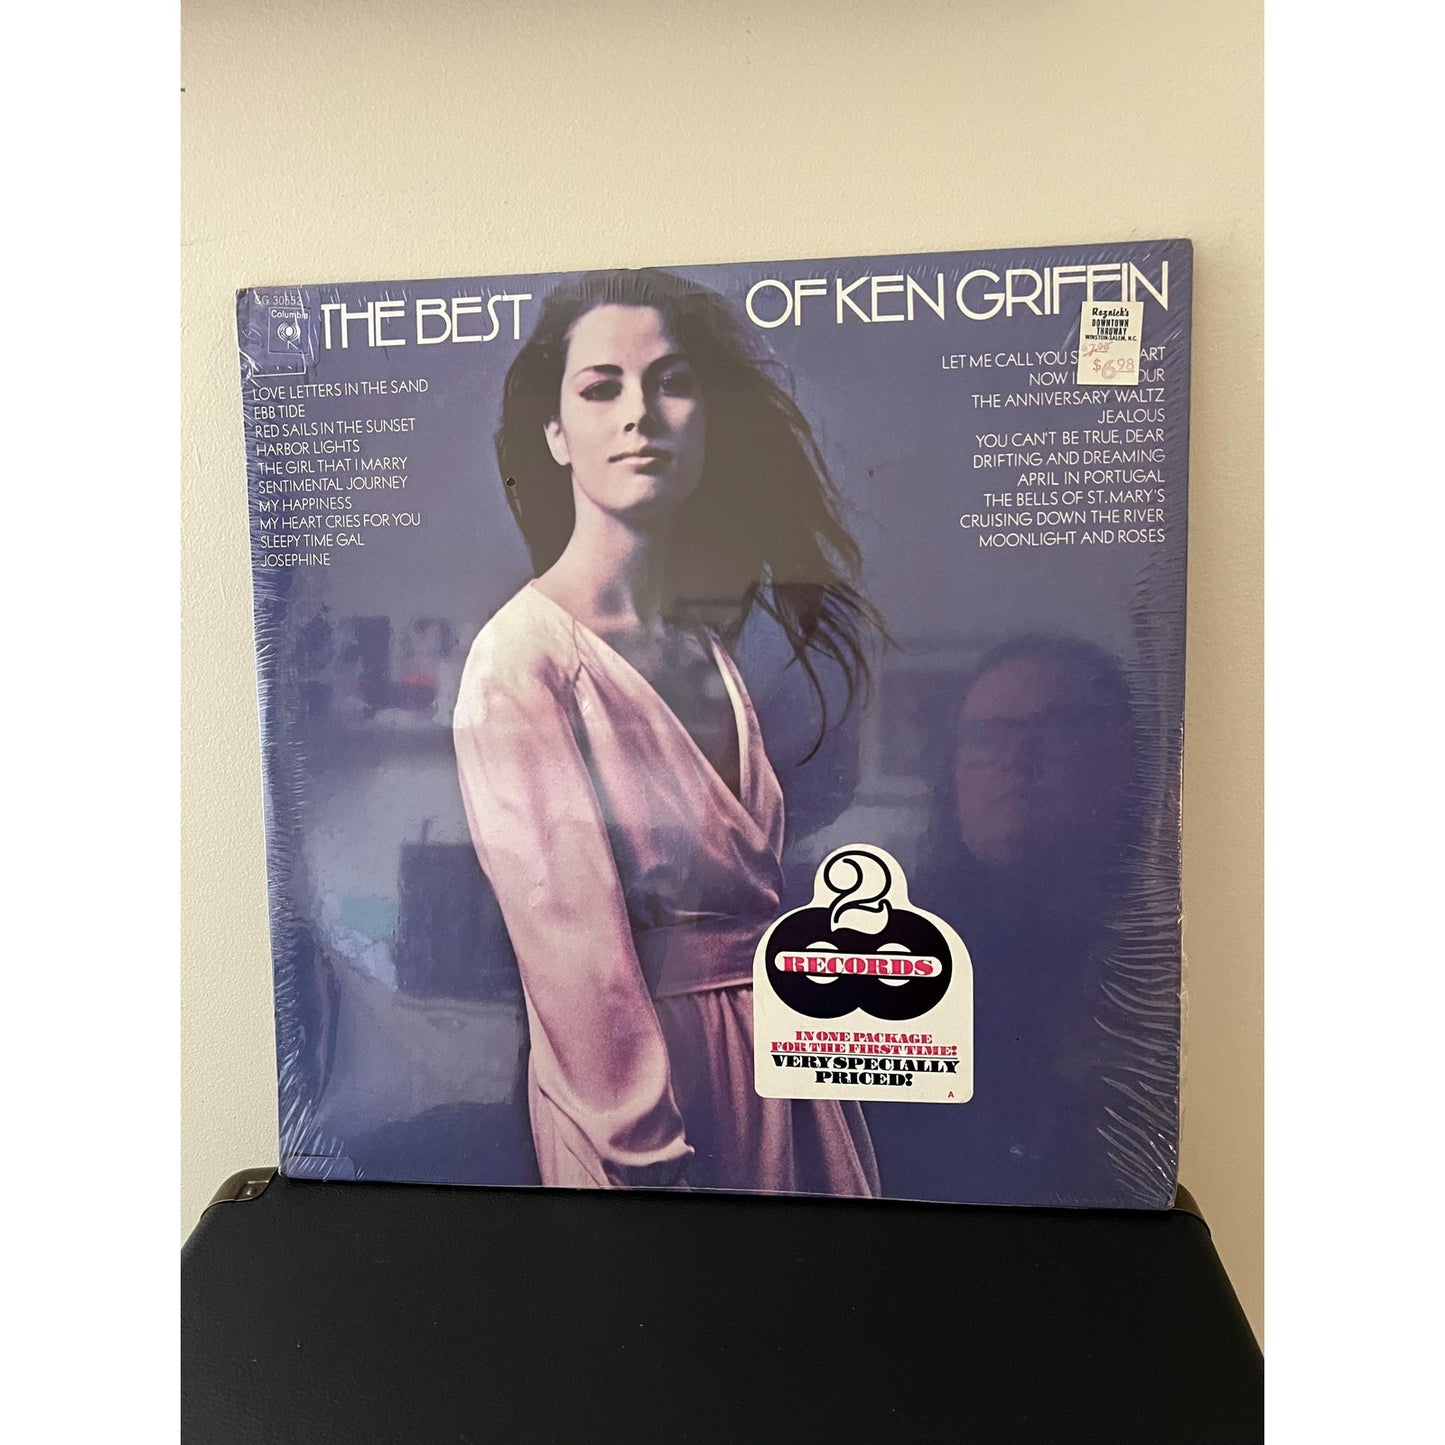 CG 30552
Columbia
THE BEST OF KEN GRIFFIN
LOVE LETTERS IN THE SAND
EBB TIDE
RED SAILS IN THE SUNSET
HARBOR LIGHTS
THE GIRL THAT I MARRY
SENTIMENTAL JOURNEY
MY HAPPINESS
MY HEART CRIES FOR YOU
SLEEPY TIME GAL
JOSEPHINE
Reznick's
DOWNTOWN
THRUWAY
WINSTON-SALEM, N.C.
$7.98
$6.98
LET ME CALL YOU
NOW
THE ANNIVERSARY WALTZ
JEALOUS
YOU CAN'T BE TRUE, DEAR
DRIFTING AND DREAMING
APRIL IN PORTUGAL
THE BELLS OF ST. MARY'S
CRUISING DOWN THE RIVER
MOONLIGHT AND ROSES
2
RECORDS
IN ONE PACKAGE
FOR THE FIRST TIME!
VERY SPECIALLY
PRICED!
A